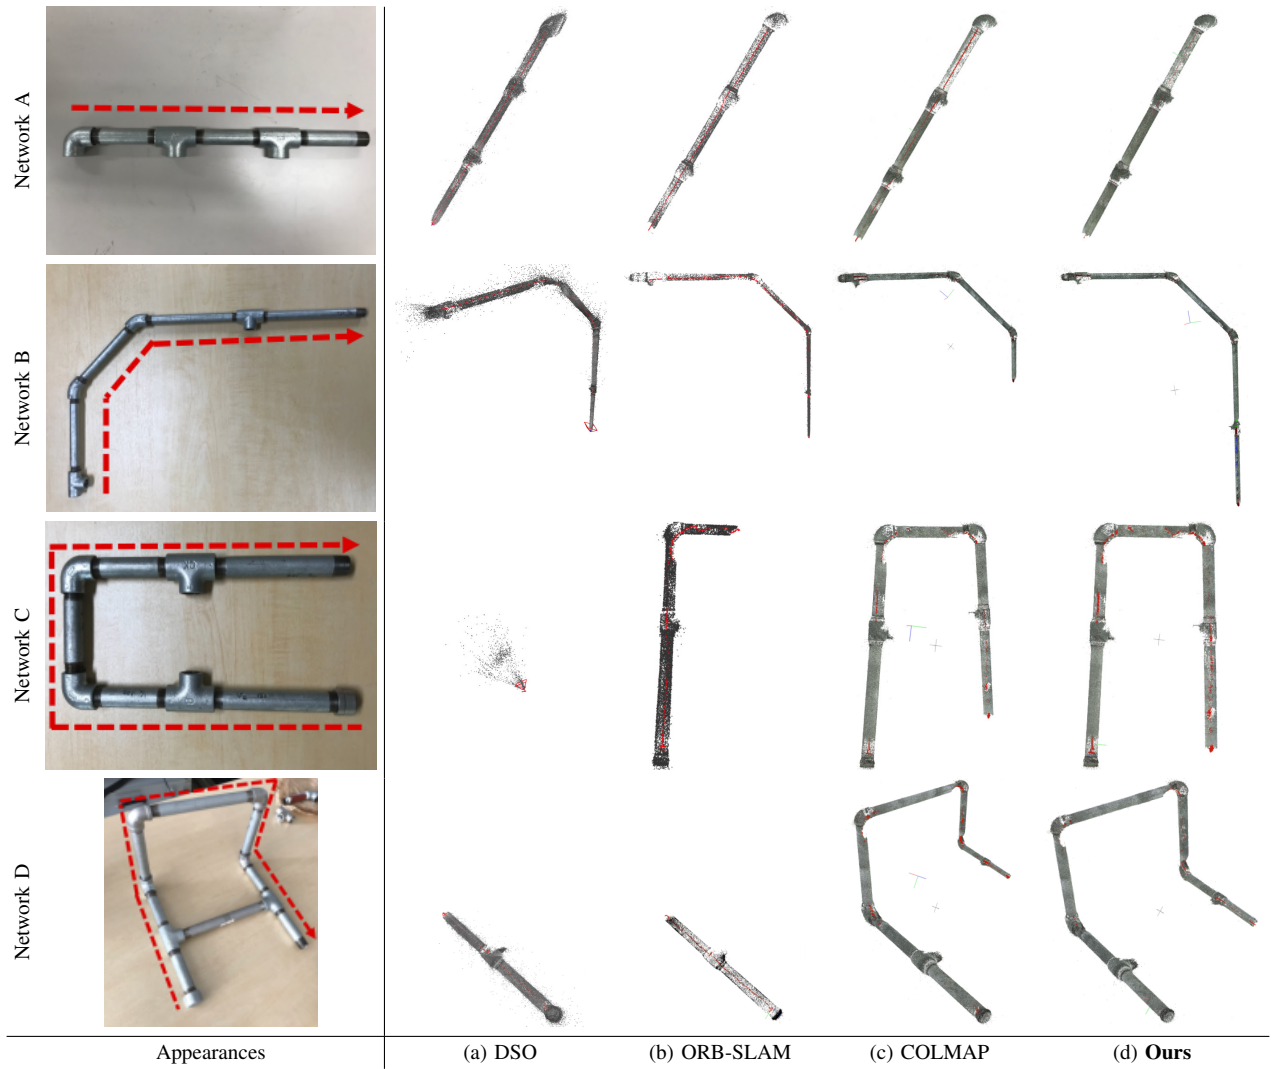 Network A
Network B
Network C
Network D
Appearances
(a) DSO
(b) ORB-SLAM
(c) COLMAP
(d) Ours